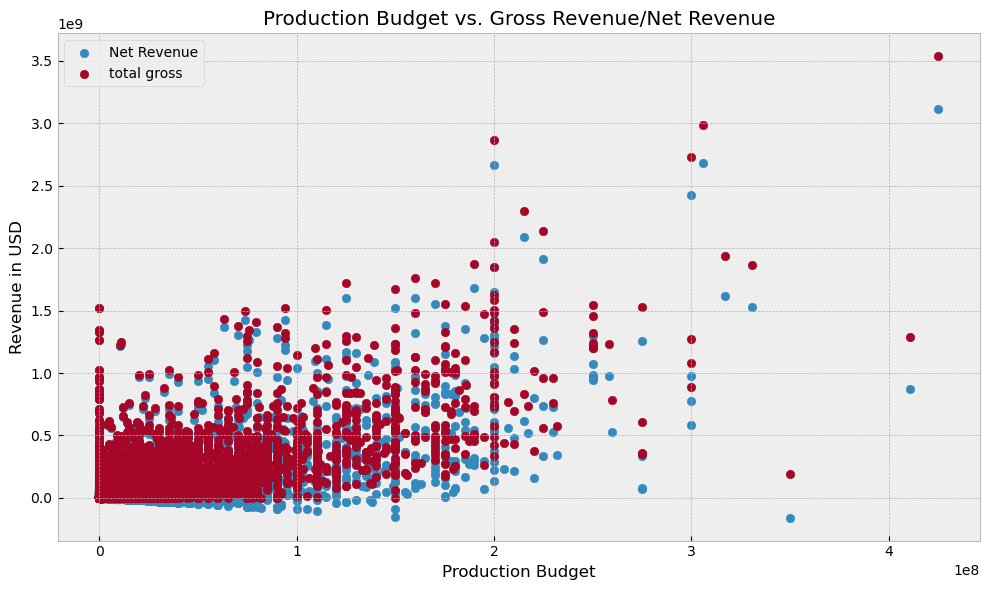 Production Budget vs. Gross Revenue/Net Revenue
1e9
Net Revenue
total gross
3.5
3.0
2.5
2.0
1.5
1.0
0.5
0.0
Revenue in USD
0 1 2 3 4
Production Budget
1e8